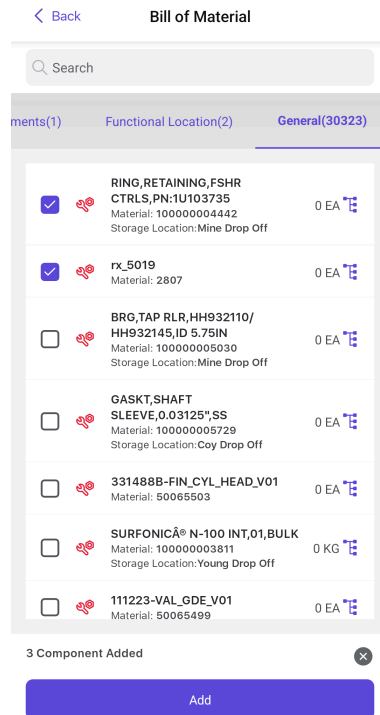 Back
Bill of Material
Search
ments(1)
Functional Location(2)
General(30323)
RING,RETAINING,FSHR
CTRLS,PN:1U103735
0 EA
Material: 100000004442
Storage Location:Mine Drop Off
rx_5019
0 EA
Material: 2807
BRG,TAP RLR,HH932110/
HH932145,ID 5.75IN
0 EA
Material: 100000005030
Storage Location:Mine Drop Off
GASKT,SHAFT
SLEEVE,0.03125",SS
0 EA
Material: 100000005729
Storage Location:Coy Drop Off
331488B-FIN_CYL_HEAD_V01
0 EA
Material: 50065503
SURFONICÂ® N-100 INT,01,BULK
0 KG
Material: 100000003811
Storage Location:Young Drop Off
111223-VAL_GDE_V01
0 EA
Material: 50065499
3 Component Added
Add